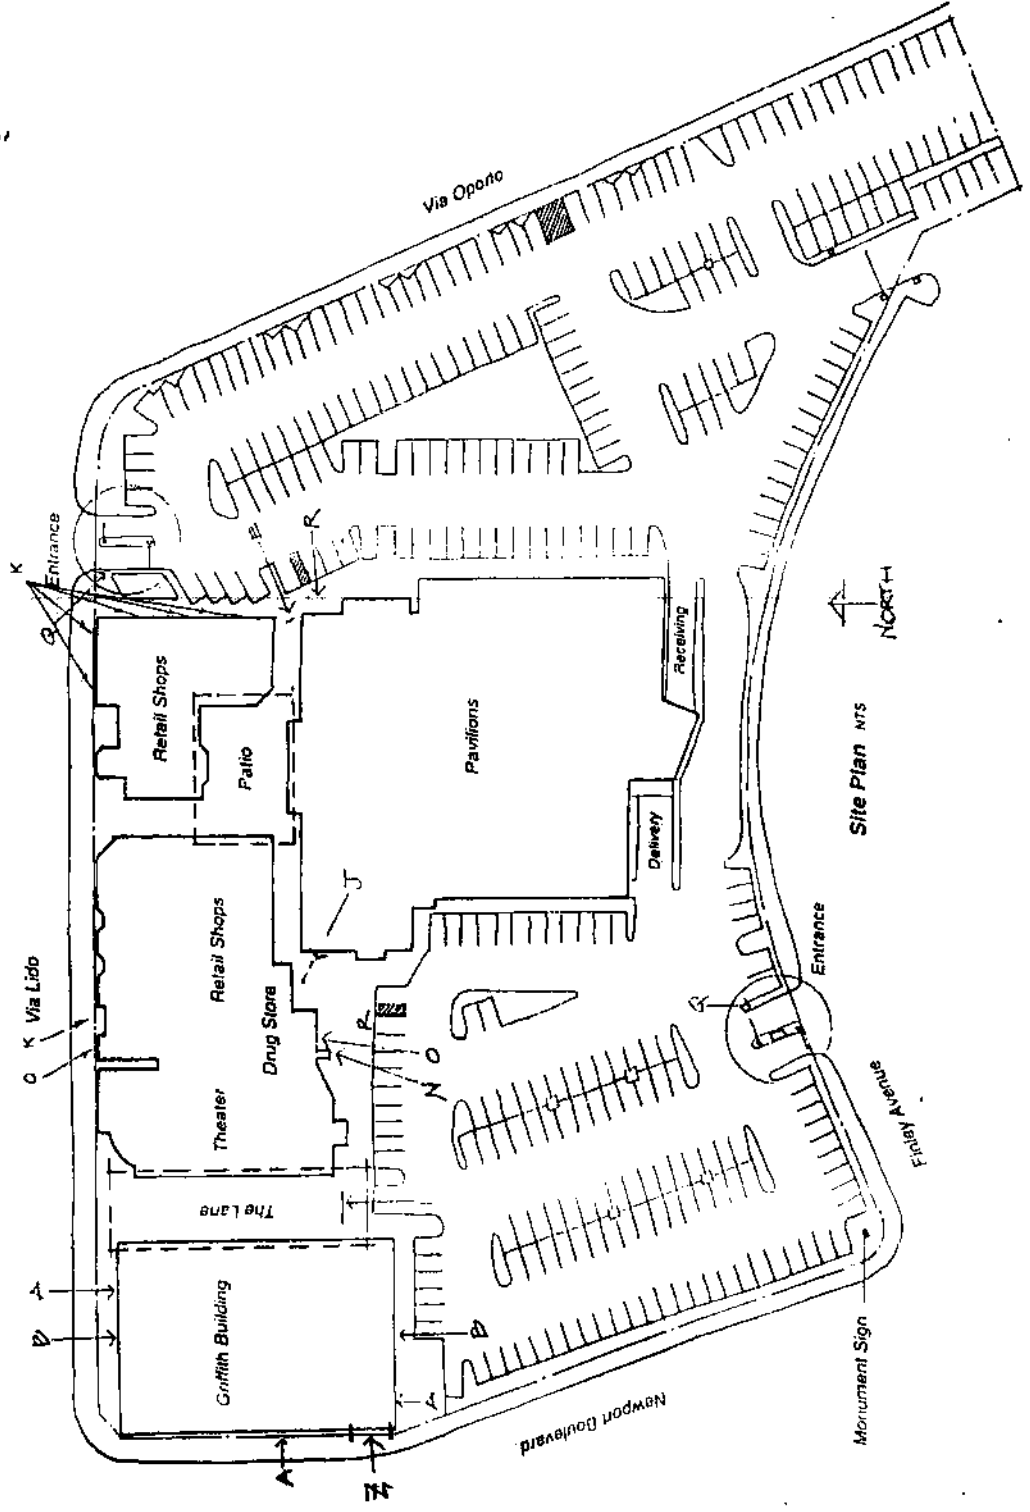 Via Oporto
K
Entrance
Q
E
R
Retail Shops
Patio
Pavilions
Receiving
NORTH
Delivery
Site Plan NTS
J
K Via Lido
O
Retail Shops
Drug Store
Theater
R
O
N
Q
Entrance
Finlay Avenue
The Lane
A
B
Griffith Building
B
A
Newport Boulevard
Monument Sign
A